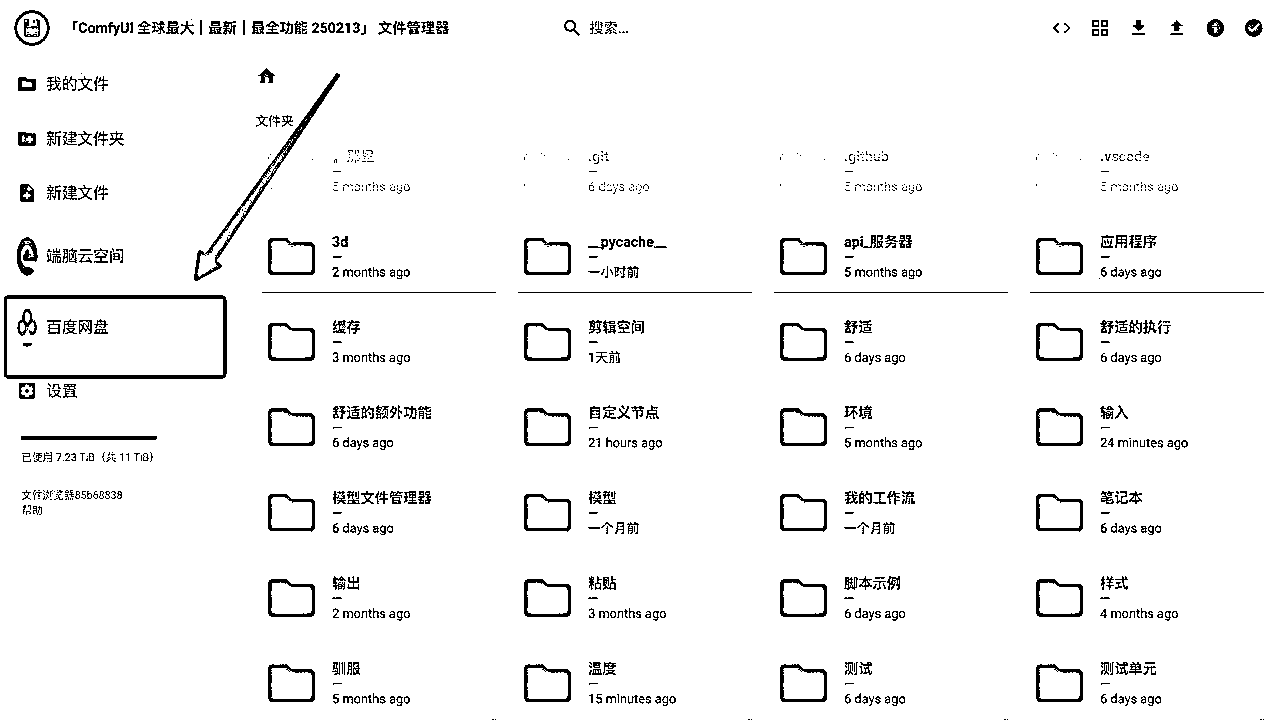 「ComfyUI 全球最大｜最新｜最全功能 250213」 文件管理器
搜索...
我的文件
新建文件夹
新建文件
端脑云空间
百度网盘
设置
已使用 7.23 TiB（共 11 TiB）
文件浏览器85b68838
帮助
文件夹
.git
6 days ago
.github
5 months ago
.vscode
5 months ago
3d
2 months ago
__pycache__
一小时前
api_服务器
5 months ago
应用程序
6 days ago
缓存
3 months ago
剪辑空间
1天前
舒适
6 days ago
舒适的执行
6 days ago
舒适的额外功能
6 days ago
自定义节点
21 hours ago
环境
5 months ago
输入
24 minutes ago
模型文件管理器
6 days ago
模型
一个月前
我的工作流
一个月前
笔记本
6 days ago
输出
2 months ago
粘贴
3 months ago
脚本示例
6 days ago
样式
4 months ago
驯服
5 months ago
温度
15 minutes ago
测试
6 days ago
测试单元
6 days ago